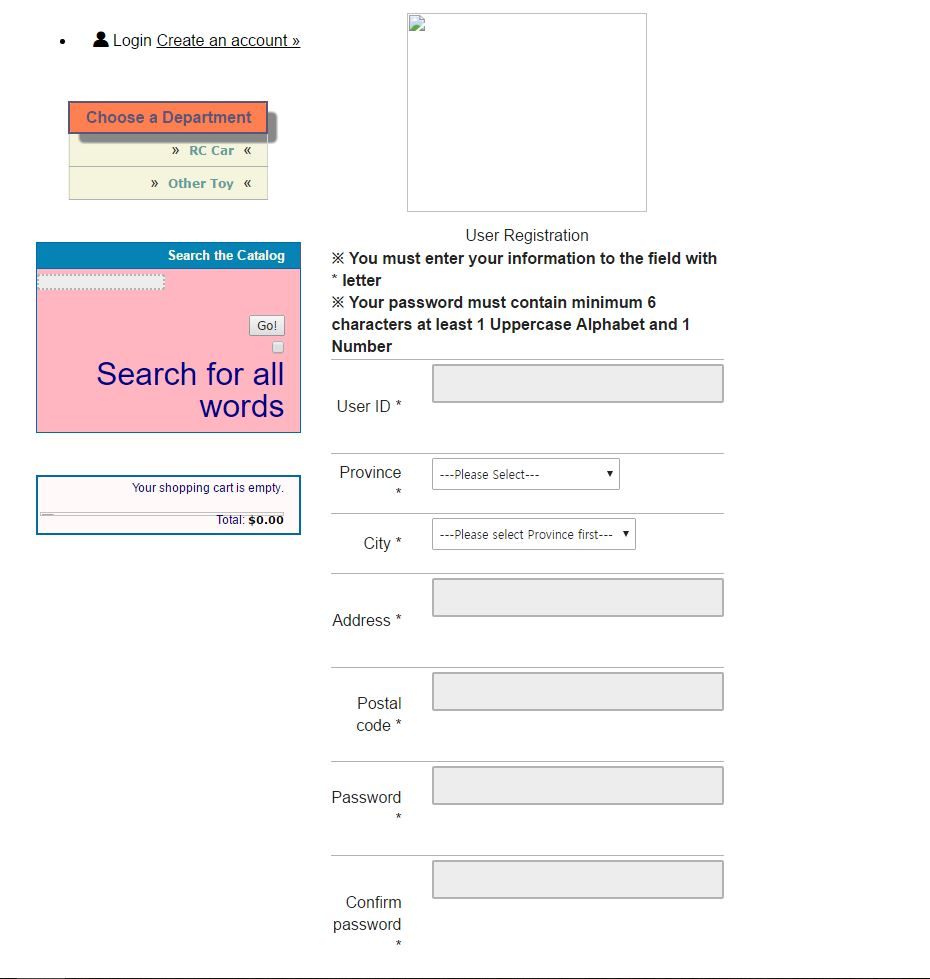 Login Create an account »
Choose a Department
» RC Car «
» Other Toy «
Search the Catalog
Go!
Search for all
words
Your shopping cart is empty.
Total: $0.00
User Registration
※ You must enter your information to the field with
* letter
※ Your password must contain minimum 6
characters at least 1 Uppercase Alphabet and 1
Number
User ID *
Province
*
---Please Select---
City *
---Please select Province first---
Address *
Postal
code *
Password
*
Confirm
password
*